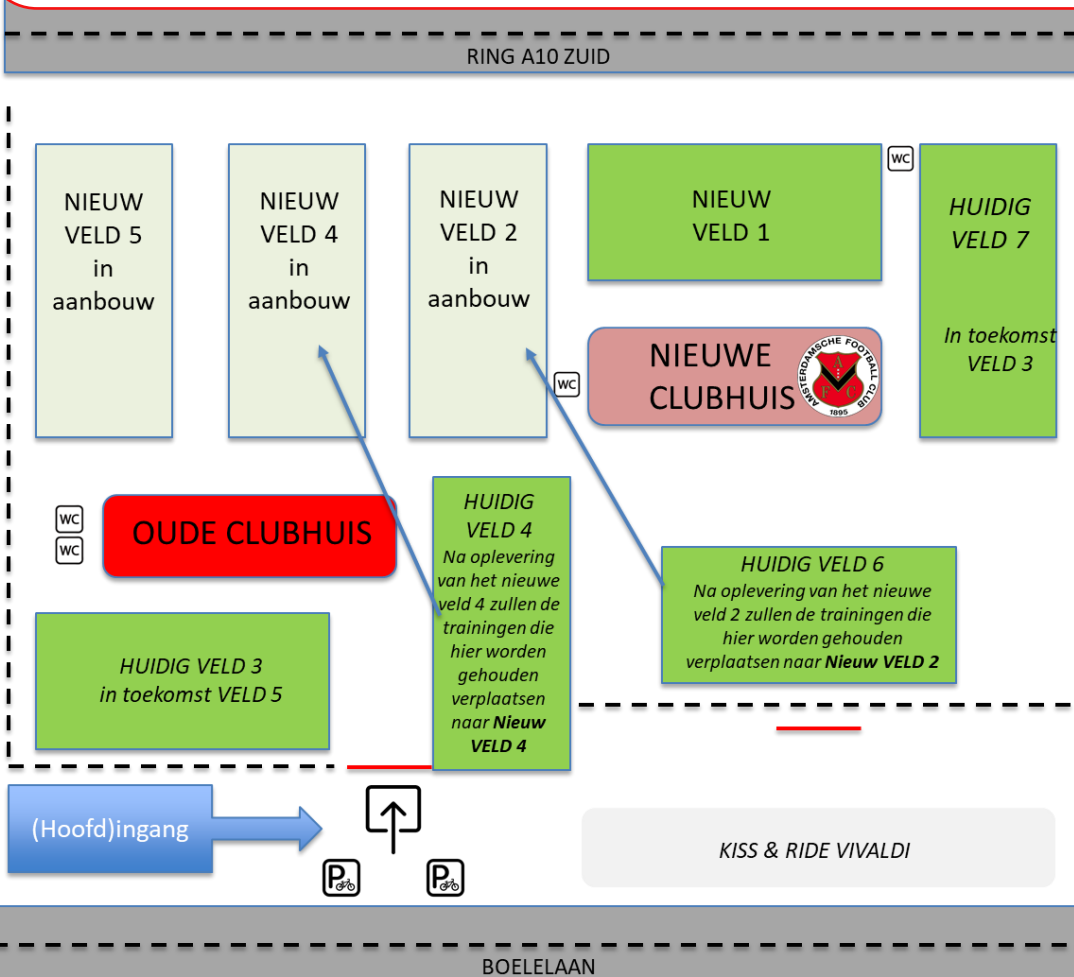 RING A10 ZUID
NIEUW
VELD 5
in
aanbouw
NIEUW
VELD 4
in
aanbouw
NIEUW
VELD 2
in
aanbouw
NIEUW
VELD 1
WC
HUIDIG
VELD 7
In toekomst
VELD 3
WC
NIEUWE
CLUBHUIS
AMSTERDAMSCHE FOOTBALL CLUB
A
F C
1895
WC
WC
OUDE CLUBHUIS
HUIDIG
VELD 4
Na oplevering
van het nieuwe
veld 4 zullen de
trainingen die
hier worden
gehouden
verplaatsen
naar Nieuw
VELD 4
HUIDIG VELD 6
Na oplevering van het nieuwe
veld 2 zullen de trainingen die
hier worden gehouden
verplaatsen naar Nieuw VELD 2
HUIDIG VELD 3
in toekomst VELD 5
(Hoofd)ingang
P
P
KISS & RIDE VIVALDI
BOELELAAN